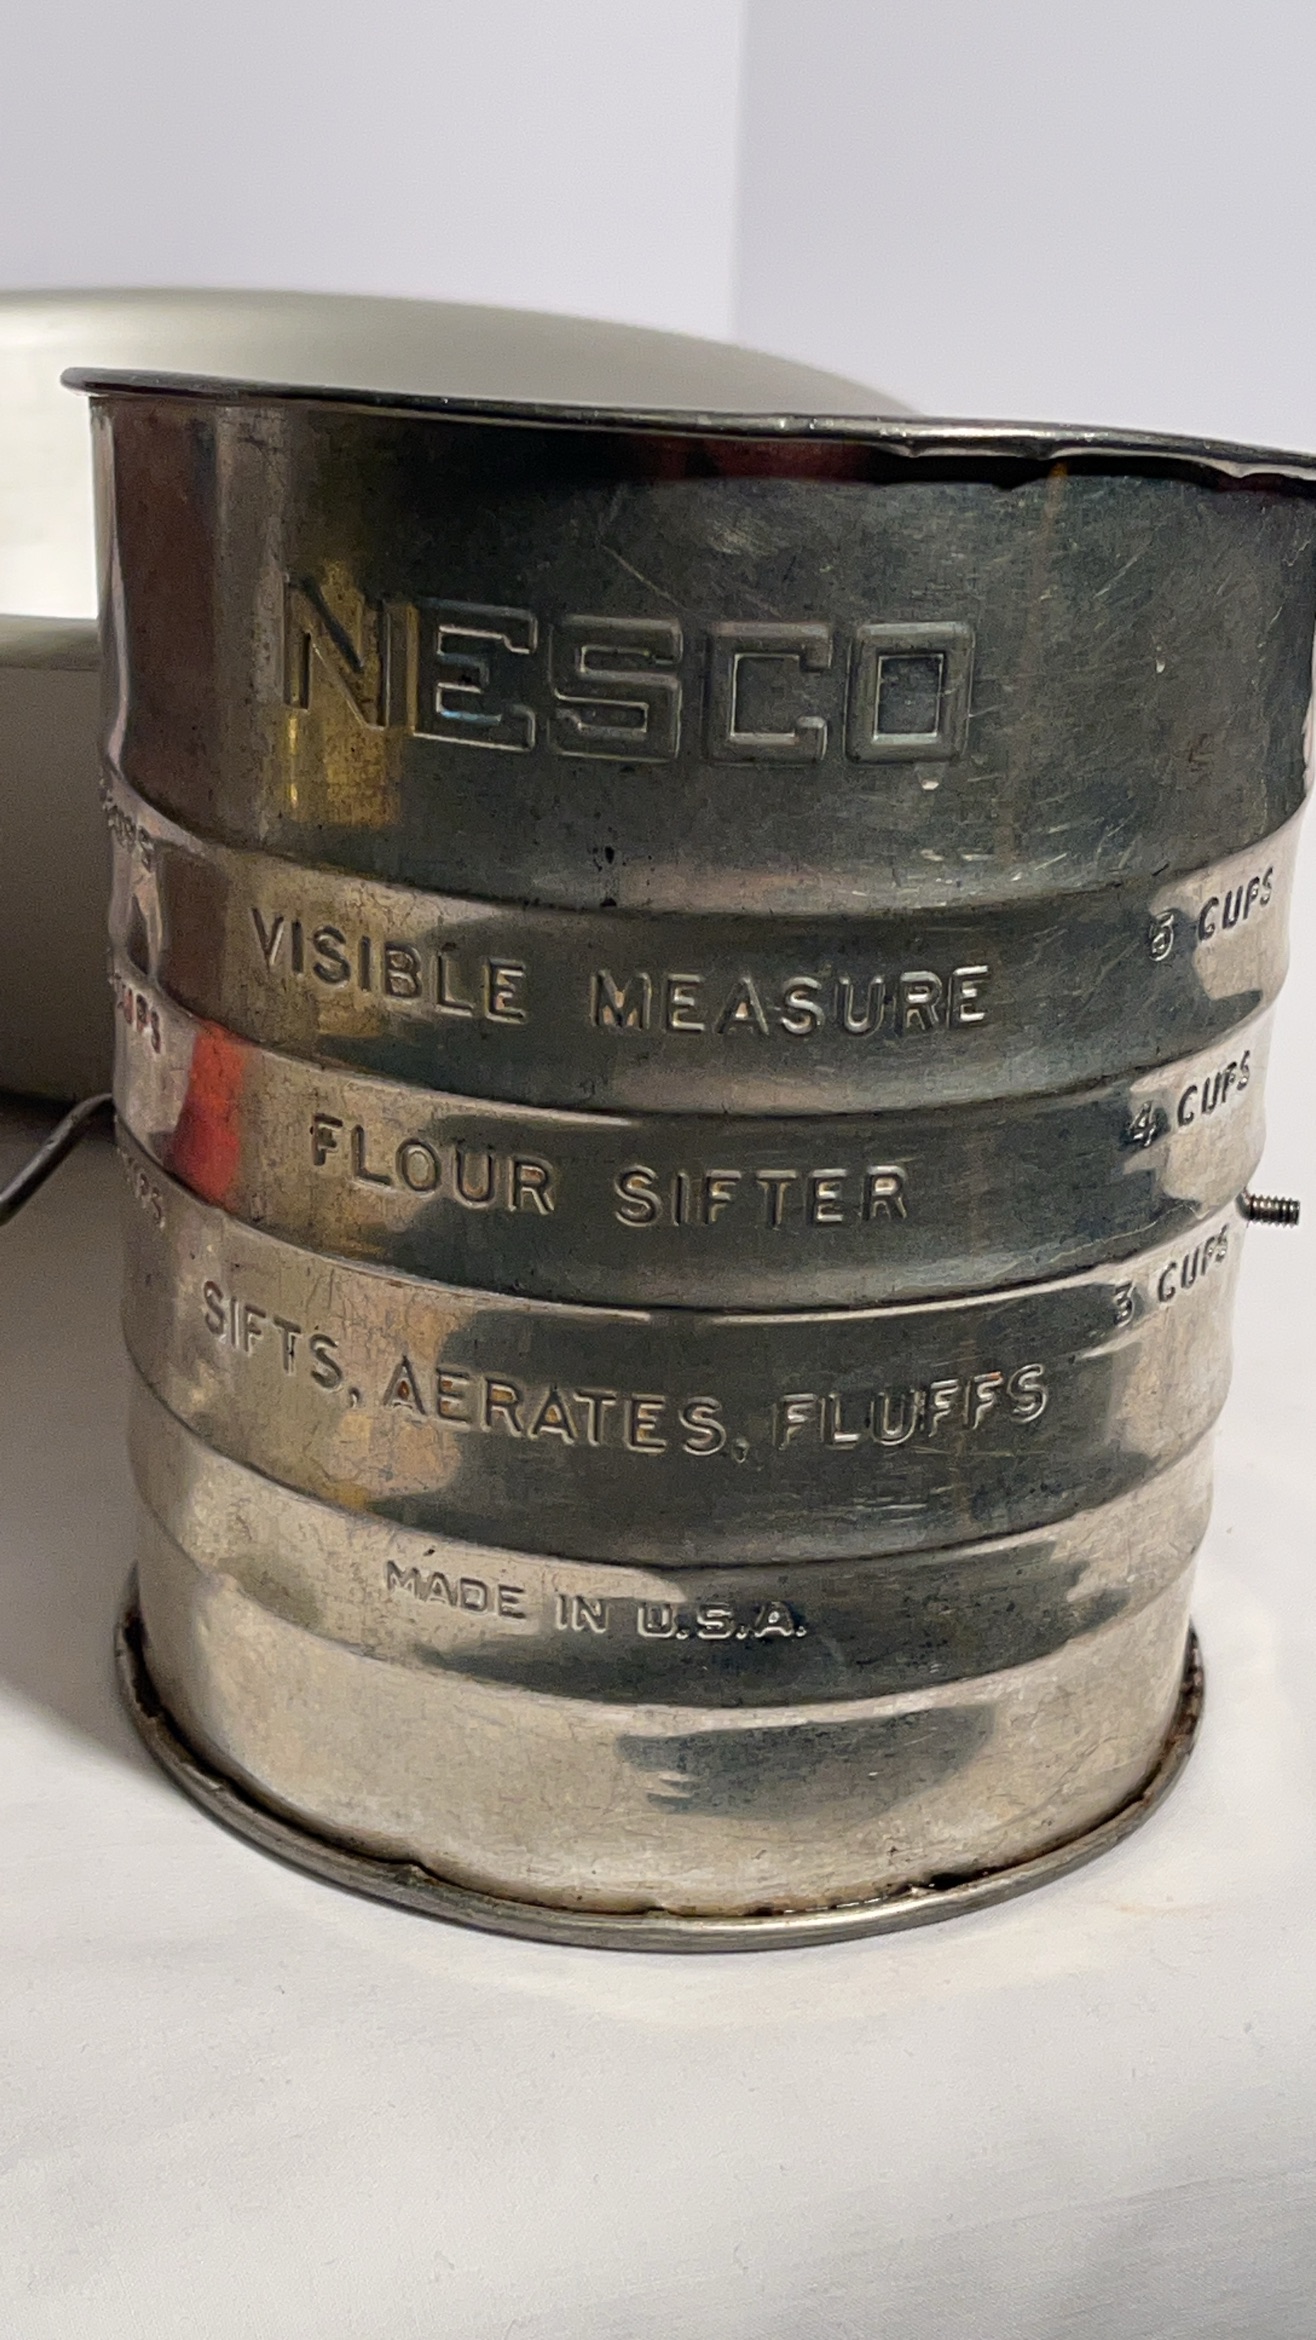 NESCO
VISIBLE MEASURE
5 CUPS
FLOUR SIFTER
4 CUPS
SIFTS, AERATES, FLUFFS
3 CUPS
MADE IN U.S.A.